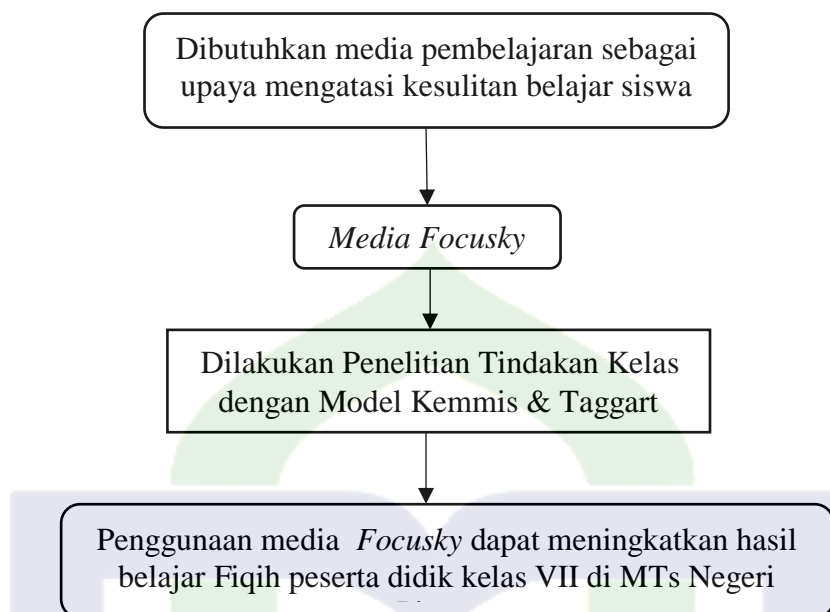 Dibutuhkan media pembelajaran sebagai
upaya mengatasi kesulitan belajar siswa
Media Focusky
Dilakukan Penelitian Tindakan Kelas
dengan Model Kemmis & Taggart
Penggunaan media Focusky dapat meningkatkan hasil
belajar Fiqih peserta didik kelas VII di MTs Negeri